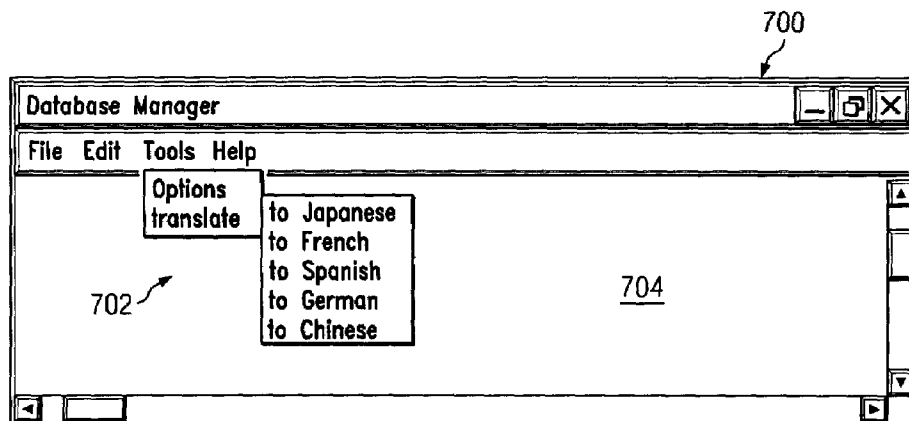 700
Database Manager
File Edit Tools Help
Options
translate
to Japanese
to French
to Spanish
to German
to Chinese
702
704